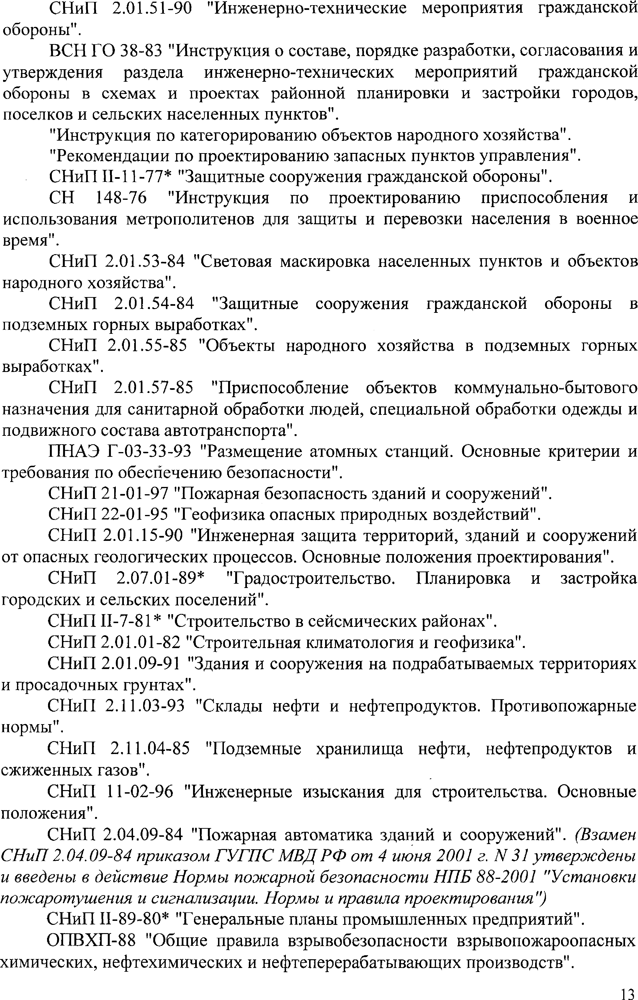 СНиП 2.01.51-90 "Инженерно-технические мероприятия гражданской
обороны".
ВСН ГО 38-83 "Инструкция о составе, порядке разработки, согласования и
утверждения раздела инженерно-технических мероприятий гражданской
обороны в схемах и проектах районной планировки и застройки городов,
поселков и сельских населенных пунктов".
"Инструкция по категорированию объектов народного хозяйства".
"Рекомендации по проектированию запасных пунктов управления".
СНиП II-11-77* "Защитные сооружения гражданской обороны".
СН 148-76 "Инструкция по проектированию приспособления и
использования метрополитенов для защиты и перевозки населения в военное
время".
СНиП 2.01.53-84 "Световая маскировка населенных пунктов и объектов
народного хозяйства".
СНиП 2.01.54-84 "Защитные сооружения гражданской обороны в
подземных горных выработках".
СНиП 2.01.55-85 "Объекты народного хозяйства в подземных горных
выработках".
СНиП 2.01.57-85 "Приспособление объектов коммунально-бытового
назначения для санитарной обработки людей, специальной обработки одежды и
подвижного состава автотранспорта".
ПНАЭ Г-03-33-93 "Размещение атомных станций. Основные критерии и
требования по обеспечению безопасности".
СНиП 21-01-97 "Пожарная безопасность зданий и сооружений".
СНиП 22-01-95 "Геофизика опасных природных воздействий".
СНиП 2.01.15-90 "Инженерная защита территорий, зданий и сооружений
от опасных геологических процессов. Основные положения проектирования".
СНиП 2.07.01-89* "Градостроительство. Планировка и застройка
городских и сельских поселений".
СНиП II-7-81* "Строительство в сейсмических районах".
СНиП 2.01.01-82 "Строительная климатология и геофизика".
СНиП 2.01.09-91 "Здания и сооружения на подрабатываемых территориях
и просадочных грунтах".
СНиП 2.11.03-93 "Склады нефти и нефтепродуктов. Противопожарные
нормы".
СНиП 2.11.04-85 "Подземные хранилища нефти, нефтепродуктов и
сжиженных газов".
СНиП 11-02-96 "Инженерные изыскания для строительства. Основные
положения".
СНиП 2.04.09-84 "Пожарная автоматика зданий и сооружений". (Взамен
СНиП 2.04.09-84 приказом ГУГПС МВД РФ от 4 июня 2001 г. N 31 утверждены
и введены в действие Нормы пожарной безопасности НПБ 88-2001 "Установки
пожаротушения и сигнализации. Нормы и правила проектирования")
СНиП II-89-80* "Генеральные планы промышленных предприятий".
ОПВХП-88 "Общие правила взрывобезопасности взрывопожароопасных
химических, нефтехимических и нефтеперерабатывающих производств".
13